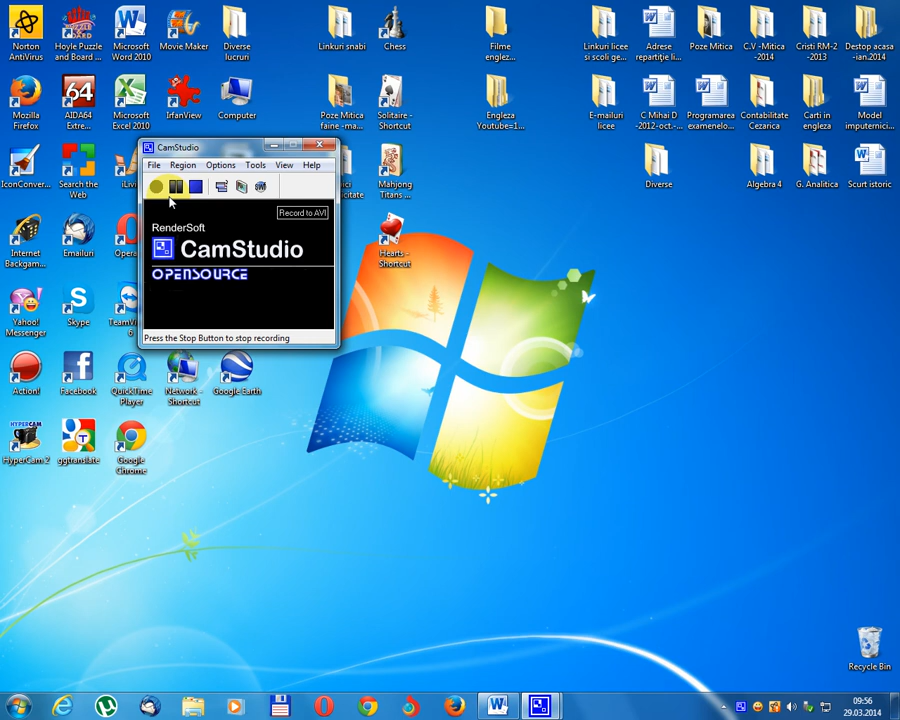 Norton
AntiVirus
Hoyle Puzzle
and Board ...
Microsoft
Word 2010
Movie Maker
Diverse
lucruri
Linkuri snabi
Chess
Filme
englez...
Linkuri licee
si scoli ge...
Adrese
repartiţie li...
Poze Mitica
C.V -Mitica
-2014
Cristi RM-2
-2013
Destop acasa
-ian.2014
Mozilla
Firefox
64
AIDA64
Extre...
Microsoft
Excel 2010
IrfanView
Computer
Poze Mitica
faine -ma...
Solitaire -
Shortcut
Engleza
Youtube=1...
E-mailuri
licee
C Mihai D
-2012-oct.-...
Programarea
examenelo...
Contabilitate
Cezarica
Carti in
engleza
Model
imputernic...
CamStudio
File
Region
Options
Tools
View
Help
Record to AVI
RenderSoft
CamStudio
OPENSOURCE
Press the Stop Button to stop recording
IconConver...
Search the
Web
Mahjong
Titans ...
Diverse
Algebra 4
G. Analitica
Scurt istoric
Internet
Backgam...
Emailuri
Hearts -
Shortcut
Yahoo!
Messenger
Skype
Action!
Facebook
QuickTime
Player
Network -
Shortcut
Google Earth
HYPERCAM
HyperCam 2
ggtranslate
Google
Chrome
Recycle Bin
09:56
29.03.2014